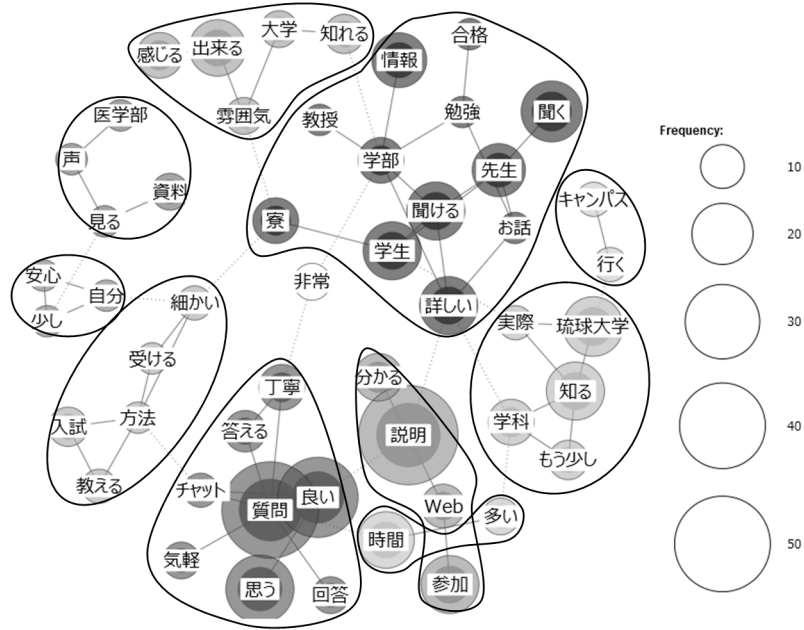 大学
知れる
感じる
出来る
雰囲気
合格
情報
教授
勉強
聞く
学部
先生
聞ける
お話
寮
学生
詳しい
医学部
声
資料
見る
キャンパス
行く
安心
自分
少し
非常
細かい
受ける
入試
方法
教える
実際
琉球大学
知る
学科
もう少し
丁寧
答える
チャット
質問
良い
気軽
思う
回答
分かる
説明
Web
多い
時間
参加
Frequency:
10
20
30
40
50